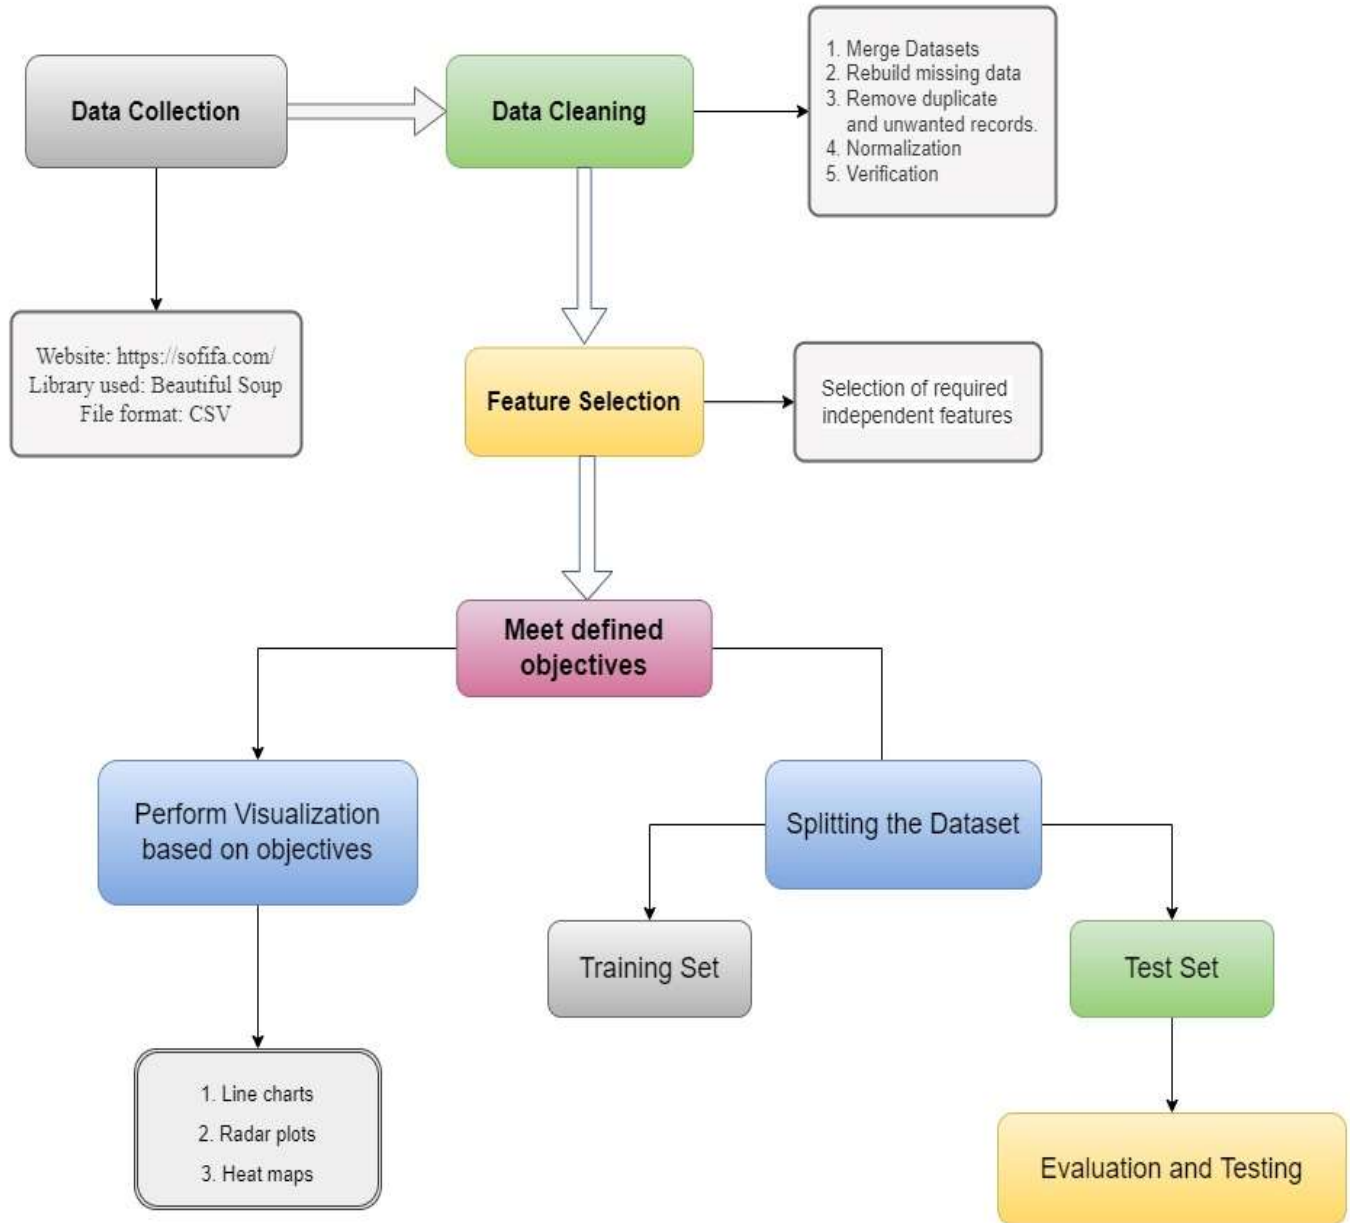 Data Collection
Data Cleaning
1. Merge Datasets
2. Rebuild missing data
3. Remove duplicate
and unwanted records.
4. Normalization
5. Verification
Website: https://sofifa.com/
Library used: Beautiful Soup
File format: CSV
Feature Selection
Selection of required
independent features
Meet defined
objectives
Perform Visualization
based on objectives
Splitting the Dataset
Training Set
Test Set
1. Line charts
2. Radar plots
3. Heat maps
Evaluation and Testing